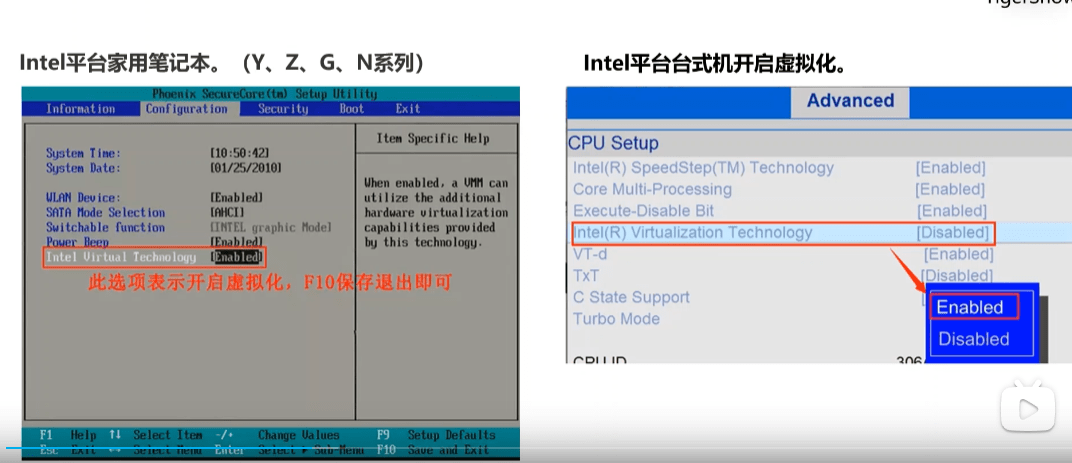 Intel平台家用笔记本。（Y、Z、G、N系列）
Phoenix SecureCore(tm) Setup Utility
Information Configuration Security Boot Exit
System Time: [10:50:42]
System Date: [01/25/2010]
WLAN Device: [Enabled]
SATA Mode Selection [AHCI]
Switchable function [INTEL graphic Mode]
Power Beep [Enabled]
Intel Virtual Technology [Enabled]
此选项表示开启虚拟化，F10保存退出即可
Item Specific Help
When enabled, a VMM can
utilize the additional
hardware virtualization
capabilities provided
by this technology.
F1 Help ↑↓ Select Item -/+ Change Values F9 Setup Defaults
Esc Exit ←→ Select Menu Enter Select ▶ Sub-Menu F10 Save and Exit
Intel平台台式机开启虚拟化。
Advanced
CPU Setup
Intel(R) SpeedStep(TM) Technology [Enabled]
Core Multi-Processing [Enabled]
Execute-Disable Bit [Enabled]
Intel(R) Virtualization Technology [Disabled]
VT-d [Enabled]
TxT [Disabled]
C State Support
Turbo Mode
Enabled
Disabled
CPU ID